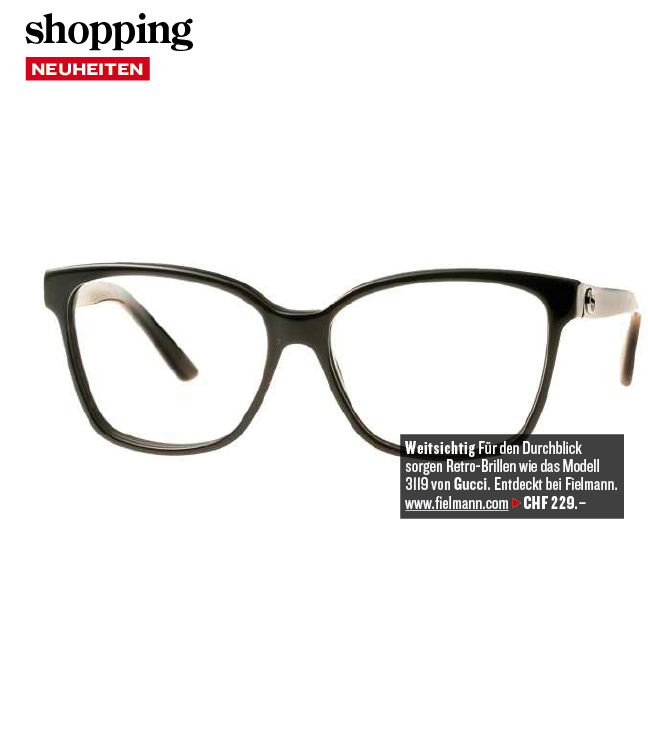 shopping
NEUHEITEN
Weitsichtig Für den Durchblick
sorgen Retro-Brillen wie das Modell
3119 von Gucci. Entdeckt bei Fielmann.
www.fielmann.com ▶ CHF 229.–